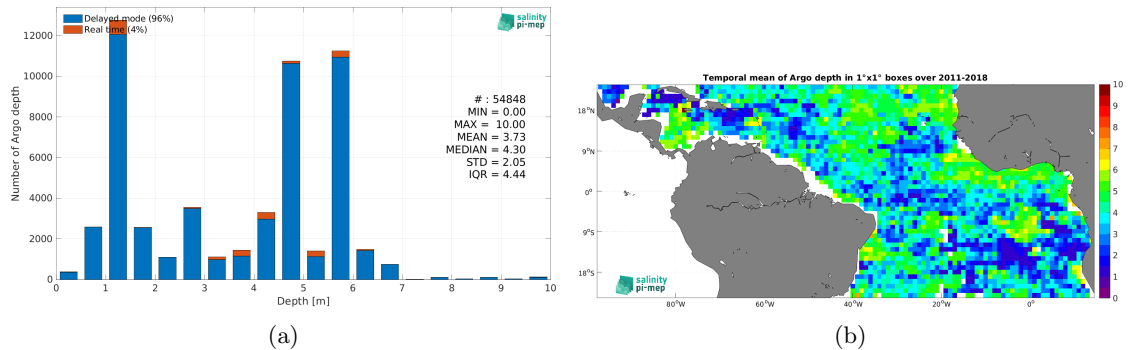 Delayed mode (96%)
Real time (4%)
salinity
pi-mep
12000
10000
8000
6000
4000
2000
0
Number of Argo depth
# : 54848
MIN = 0.00
MAX = 10.00
MEAN = 3.73
MEDIAN = 4.30
STD = 2.05
IQR = 4.44
0 1 2 3 4 5 6 7 8 9 10
Depth [m]
(a)
Temporal mean of Argo depth in 1°x1° boxes over 2011-2018
18°N
9°N
0°
9°S
18°S
80°W 60°W 40°W 20°W 0°
10
9
8
7
6
5
4
3
2
1
0
salinity
pi-mep
(b)